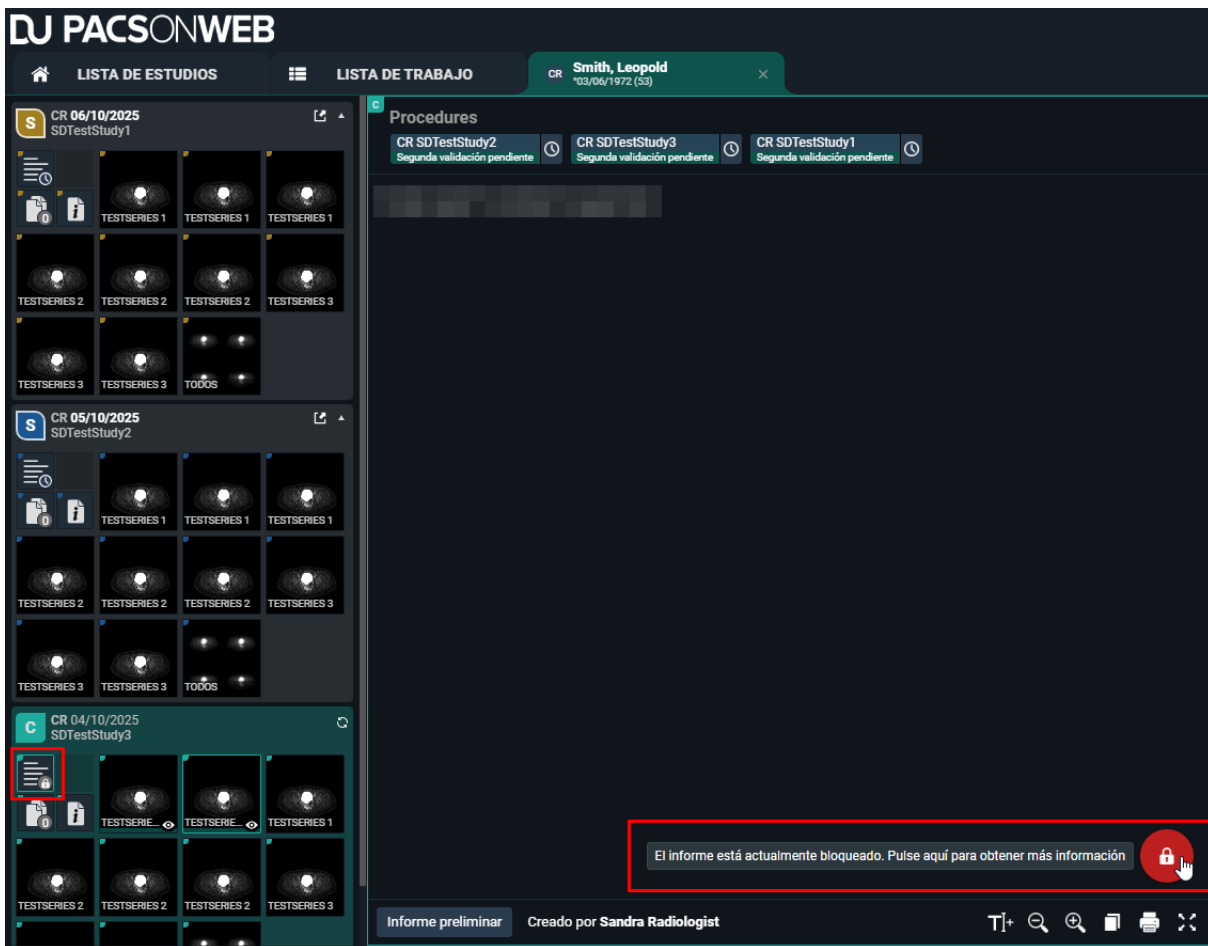 DJ PACSONWEB
LISTA DE ESTUDIOS
LISTA DE TRABAJO
CR
Smith, Leopold
*03/06/1972 (53)
S
CR 06/10/2025
SDTestStudy1
0
TESTSERIES 1
TESTSERIES 1
TESTSERIES 1
TESTSERIES 2
TESTSERIES 2
TESTSERIES 2
TESTSERIES 3
TESTSERIES 3
TESTSERIES 3
TODOS
S
CR 05/10/2025
SDTestStudy2
0
TESTSERIES 1
TESTSERIES 1
TESTSERIES 1
TESTSERIES 2
TESTSERIES 2
TESTSERIES 2
TESTSERIES 3
TESTSERIES 3
TESTSERIES 3
TODOS
C
CR 04/10/2025
SDTestStudy3
0
TESTSERIE...
TESTSERIE...
TESTSERIES 1
TESTSERIES 2
TESTSERIES 2
TESTSERIES 2
TESTSERIES 3
C
Procedures
CR SDTestStudy2
Segunda validación pendiente
CR SDTestStudy3
Segunda validación pendiente
CR SDTestStudy1
Segunda validación pendiente
El informe está actualmente bloqueado. Pulse aquí para obtener más información
Informe preliminar
Creado por Sandra Radiologist